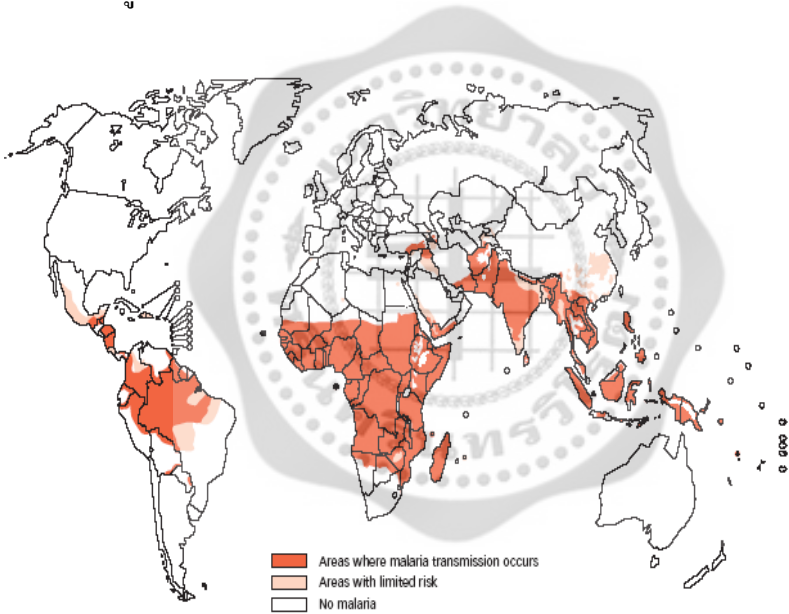 Areas where malaria transmission occurs
Areas with limited risk
No malaria